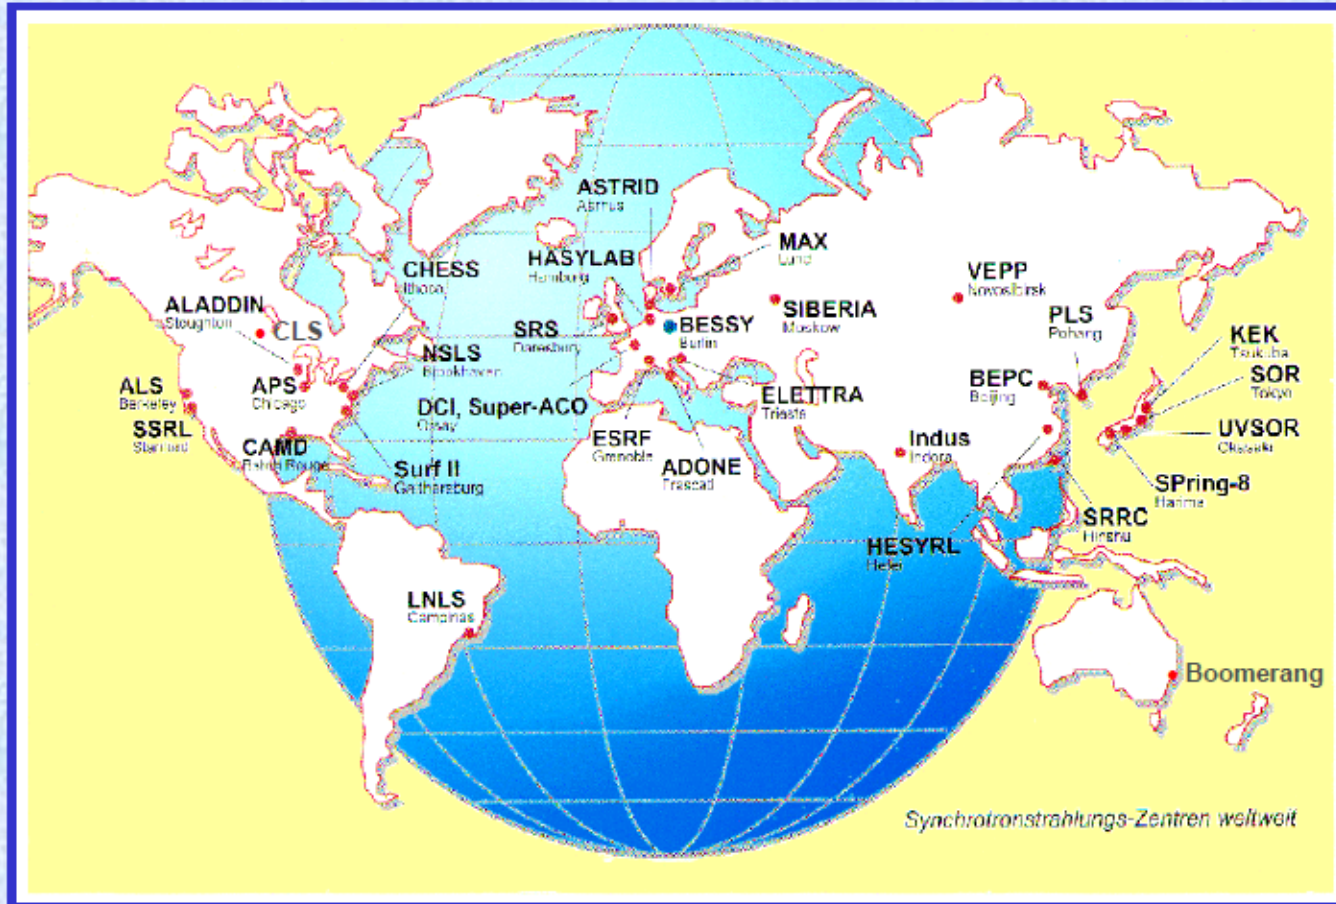 ASTRID
Aarhus
MAX
Lund
HASYLAB
Hamburg
CHESS
Ithaca
VEPP
Novosibirsk
ALADDIN
Stoughton
CLS
SIBERIA
Moskow
PLS
Pohang
SRS
Daresbury
BESSY
Berlin
KEK
Tsukuba
NSLS
Brookhaven
SOR
Tokyo
ALS
Berkeley
APS
Chicago
BEPC
Beijing
DCI, Super-ACO
Orsay
ELETTRA
Trieste
SSRL
Stanford
UVSOR
Okasaki
CAMD
Baton Rouge
ESRF
Grenoble
Indus
Indore
Surf II
Gaithersburg
ADONE
Frascati
SPring-8
Harima
SRRC
Hinshu
HESYRL
Hefei
LNLS
Campinas
Boomerang
Synchrotronstrahlungs-Zentren weltweit